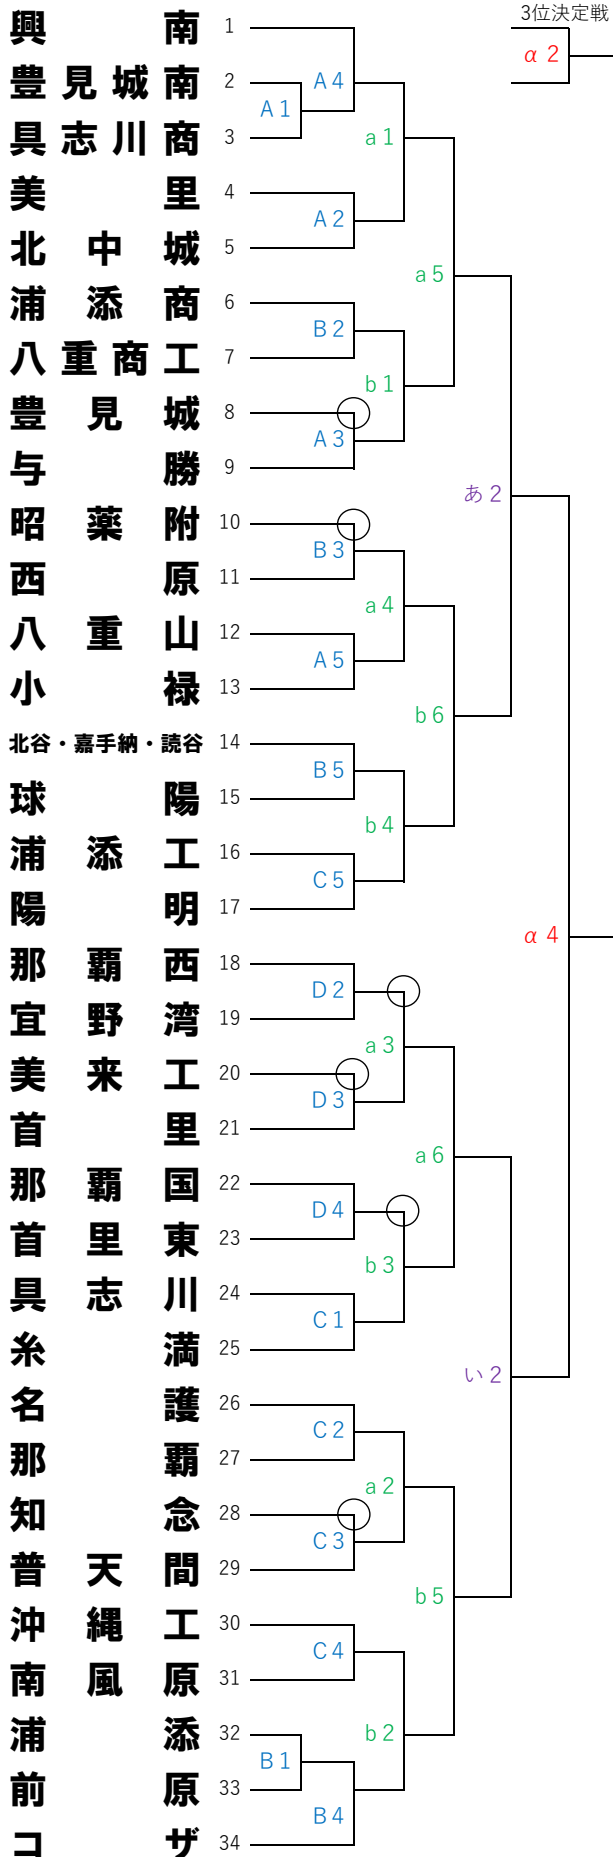 3位決定戦
興南 1
α 2
豊見城南 2
A 4
A 1
具志川商 3
a 1
美里 4
A 2
北中城 5
a 5
浦添商 6
B 2
八重商工 7
b 1
豊見城 8
A 3
与勝 9
あ 2
昭薬附 10
B 3
西原 11
a 4
八重山 12
A 5
小禄 13
b 6
北谷・嘉手納・読谷 14
B 5
球陽 15
b 4
浦添工 16
C 5
陽明 17
α 4
那覇西 18
D 2
宜野湾 19
a 3
美来工 20
D 3
首里 21
a 6
那覇国 22
D 4
首里東 23
b 3
具志川 24
C 1
糸満 25
い 2
名護 26
C 2
那覇 27
a 2
知念 28
C 3
普天間 29
b 5
沖縄工 30
C 4
南風原 31
浦添 32
b 2
B 1
前原 33
B 4
コザ 34